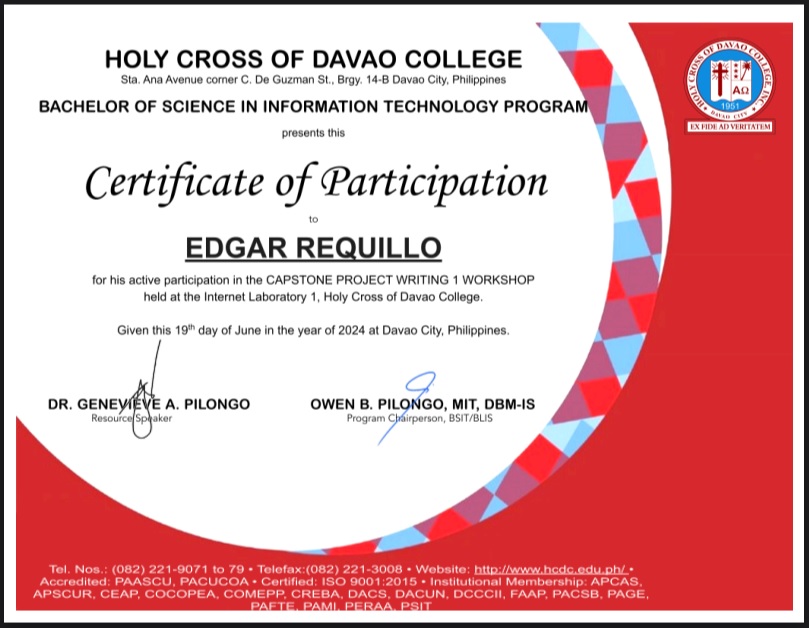 HOLY CROSS OF DAVAO COLLEGE
Sta. Ana Avenue corner C. De Guzman St., Brgy. 14-B Davao City, Philippines
BACHELOR OF SCIENCE IN INFORMATION TECHNOLOGY PROGRAM
presents this
Certificate of Participation
to
EDGAR REQUILLO
for his active participation in the CAPSTONE PROJECT WRITING 1 WORKSHOP
held at the Internet Laboratory 1, Holy Cross of Davao College.
Given this 19th day of June in the year of 2024 at Davao City, Philippines.
DR. GENEVIEVE A. PILONGO
Resource Speaker
OWEN B. PILONGO, MIT, DBM-IS
Program Chairperson, BSIT/BLIS
HOLY CROSS OF DAVAO COLLEGE, INC.
ΑΩ
1951
DAVAO CITY
EX FIDE AD VERITATEM
Tel. Nos.: (082) 221-9071 to 79 • Telefax:(082) 221-3008 • Website: http://www.hcdc.edu.ph/ •
Accredited: PAASCU, PACUCOA • Certified: ISO 9001:2015 • Institutional Membership: APCAS,
APSCUR, CEAP, COCOPEA, COMEPP, CREBA, DACS, DACUN, DCCCII, FAAP, PACSB, PAGE,
PAFTE, PAMI, PERAA, PSIT